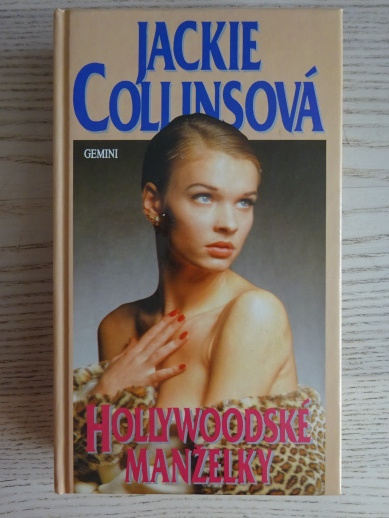 JACKIE
COLLINSOVÁ
GEMINI
HOLLYWOODSKÉ
MANŽELKY